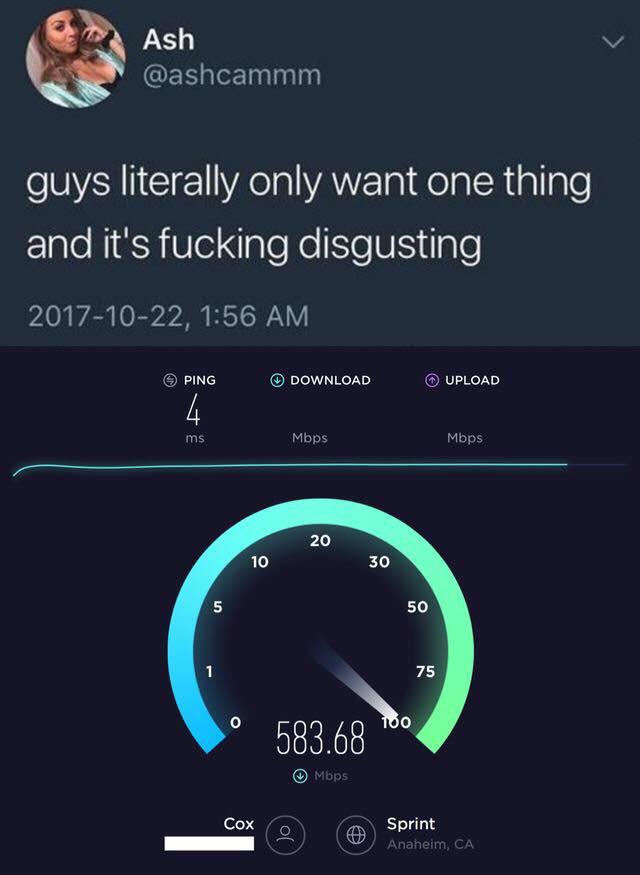 Ash
@ashcammm
guys literally only want one thing
and it's fucking disgusting
2017-10-22, 1:56 AM
PING DOWNLOAD UPLOAD
4
ms Mbps Mbps
20
10 30
5 50
1 75
0 583.68 100
Mbps
Cox Sprint
Anaheim, CA